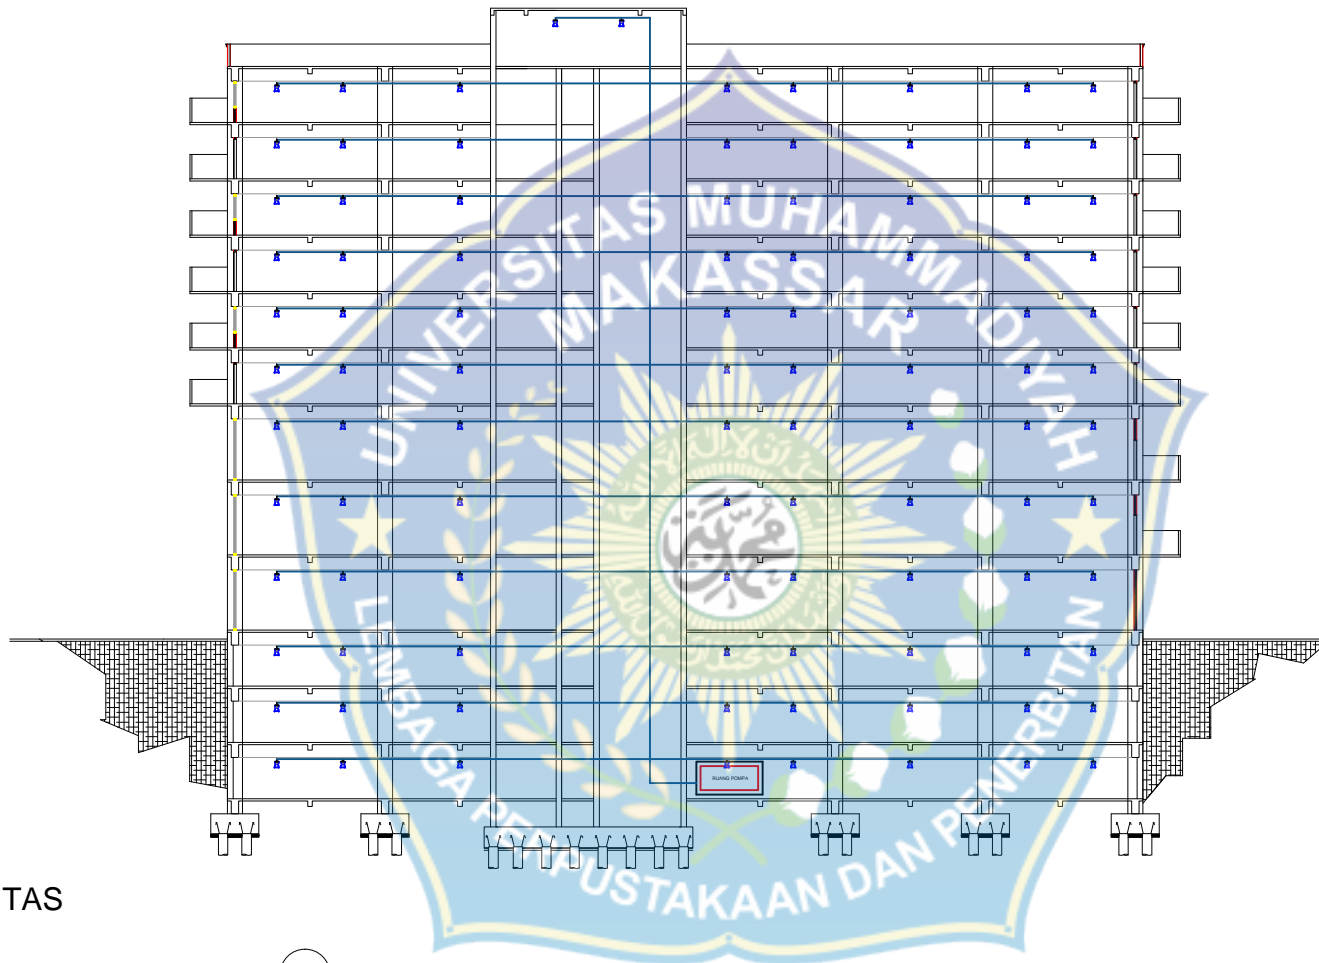 UNIVERSITAS MUHAMMADIYAH
MAKASSAR
RUANG POMPA
LEMBAGA PERPUSTAKAAN DAN PENERBITAN
TAS